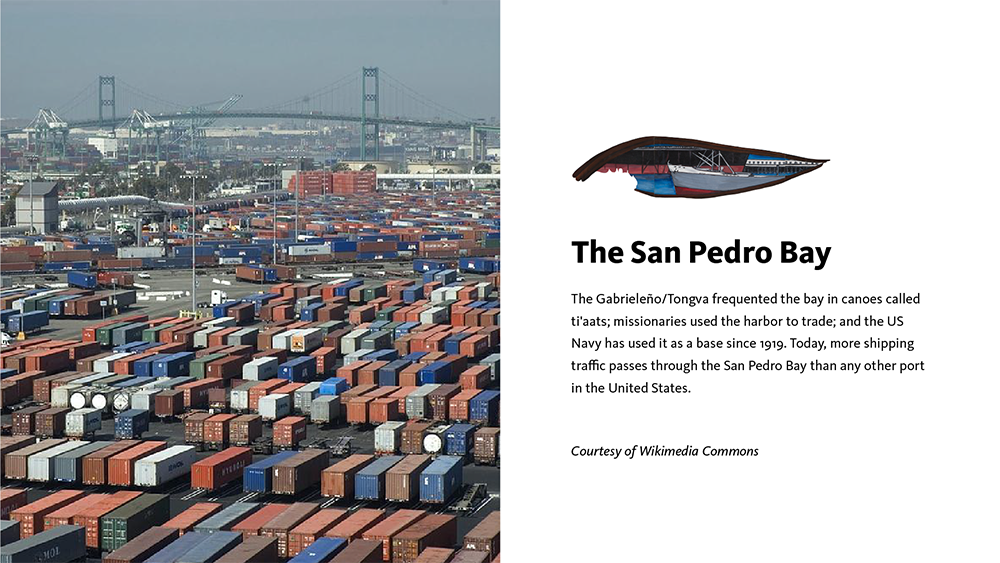 The San Pedro Bay
The Gabrieleño/Tongva frequented the bay in canoes called
ti'aats; missionaries used the harbor to trade; and the US
Navy has used it as a base since 1919. Today, more shipping
traffic passes through the San Pedro Bay than any other port
in the United States.
Courtesy of Wikimedia Commons
HYUNDAI
MOL